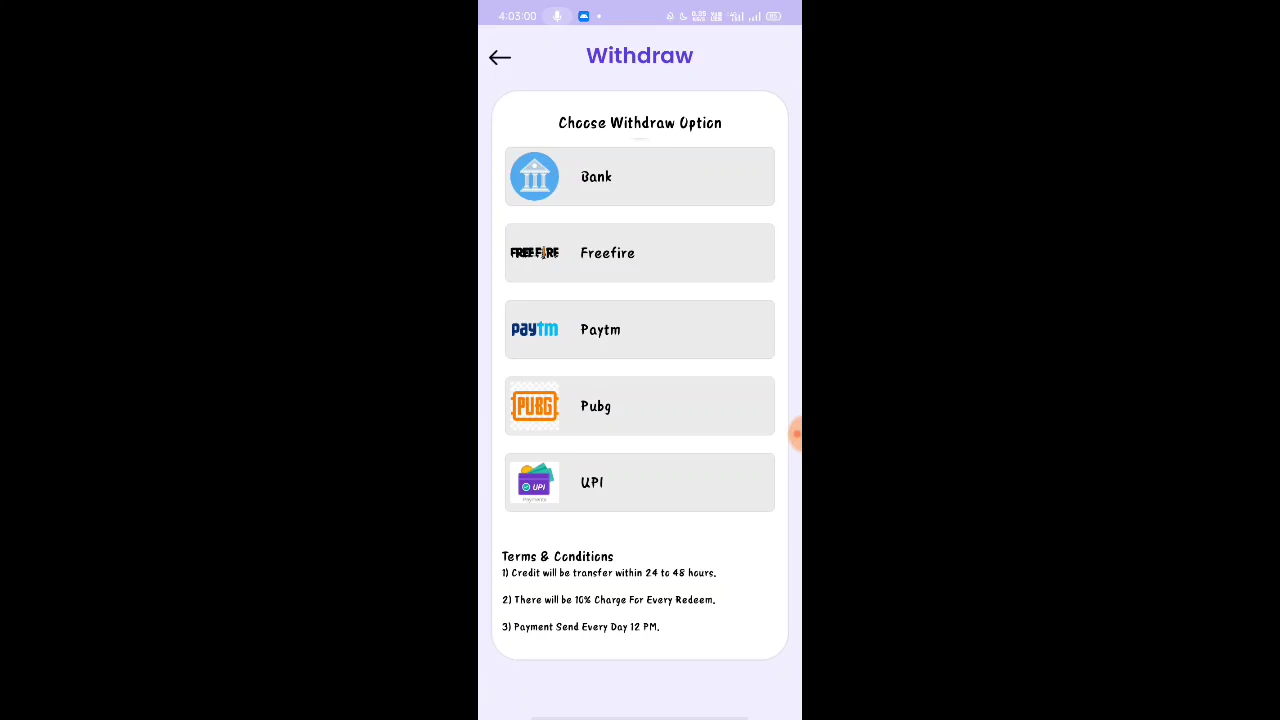 4:03:00
Withdraw
Choose Withdraw Option
Bank
FREE FIRE Freefire
paytm Paytm
PUBG Pubg
UPI UPI
Payments
Terms & Conditions
1) Credit will be transfer within 24 to 48 hours.
2) There will be 10% Charge For Every Redeem.
3) Payment Send Every Day 12 PM.